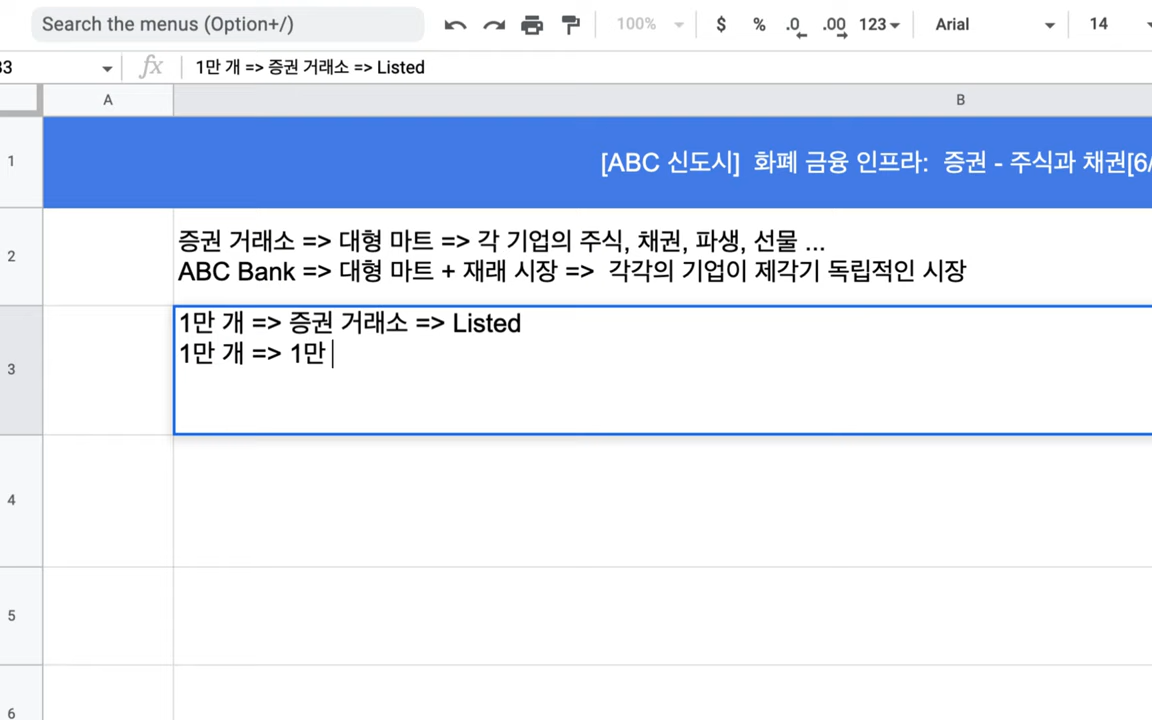 Search the menus (Option+/) 100% $ % .0 .00 123 Arial 14
fx 1만 개 => 증권 거래소 => Listed
A B
1 [ABC 신도시] 화폐 금융 인프라: 증권 - 주식과 채권[6/
2 증권 거래소 => 대형 마트 => 각 기업의 주식, 채권, 파생, 선물 ...
ABC Bank => 대형 마트 + 재래 시장 => 각각의 기업이 제각기 독립적인 시장
3 1만 개 => 증권 거래소 => Listed
1만 개 => 1만
4
5
6